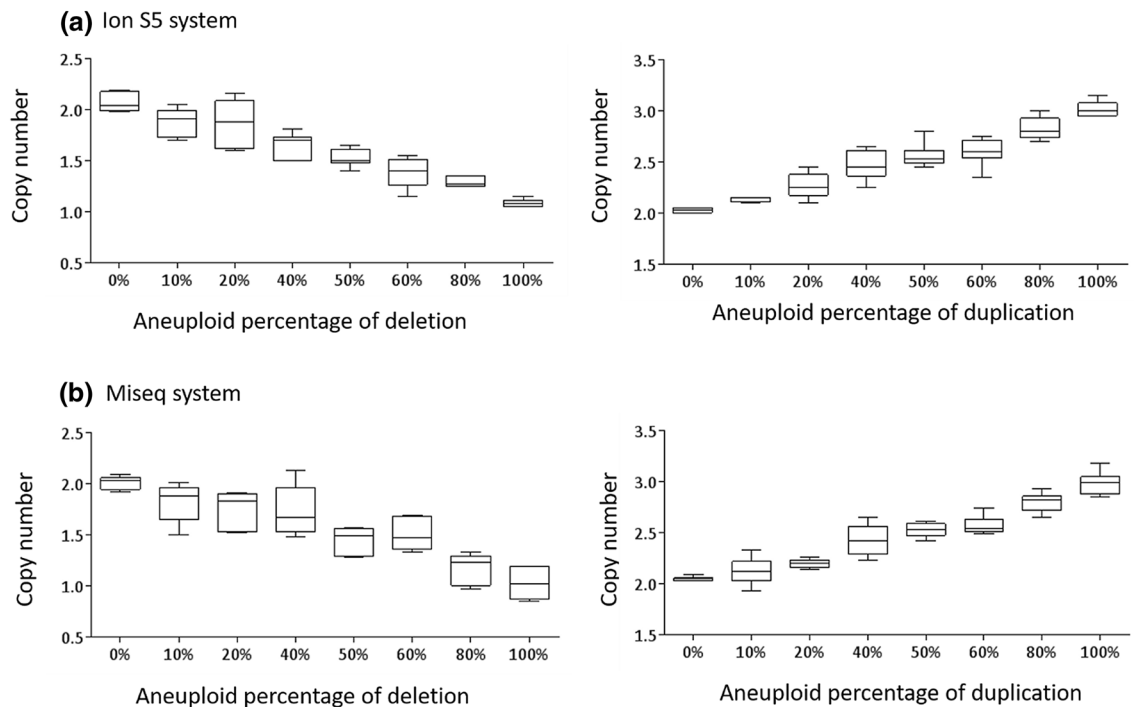 (a) Ion S5 system
2.5
2.0
1.5
1.0
0.5
Copy number
0% 10% 20% 40% 50% 60% 80% 100%
Aneuploid percentage of deletion
3.5
3.0
2.5
2.0
1.5
Copy number
0% 10% 20% 40% 50% 60% 80% 100%
Aneuploid percentage of duplication
(b) Miseq system
2.5
2.0
1.5
1.0
0.5
Copy number
0% 10% 20% 40% 50% 60% 80% 100%
Aneuploid percentage of deletion
3.5
3.0
2.5
2.0
1.5
Copy number
0% 10% 20% 40% 50% 60% 80% 100%
Aneuploid percentage of duplication